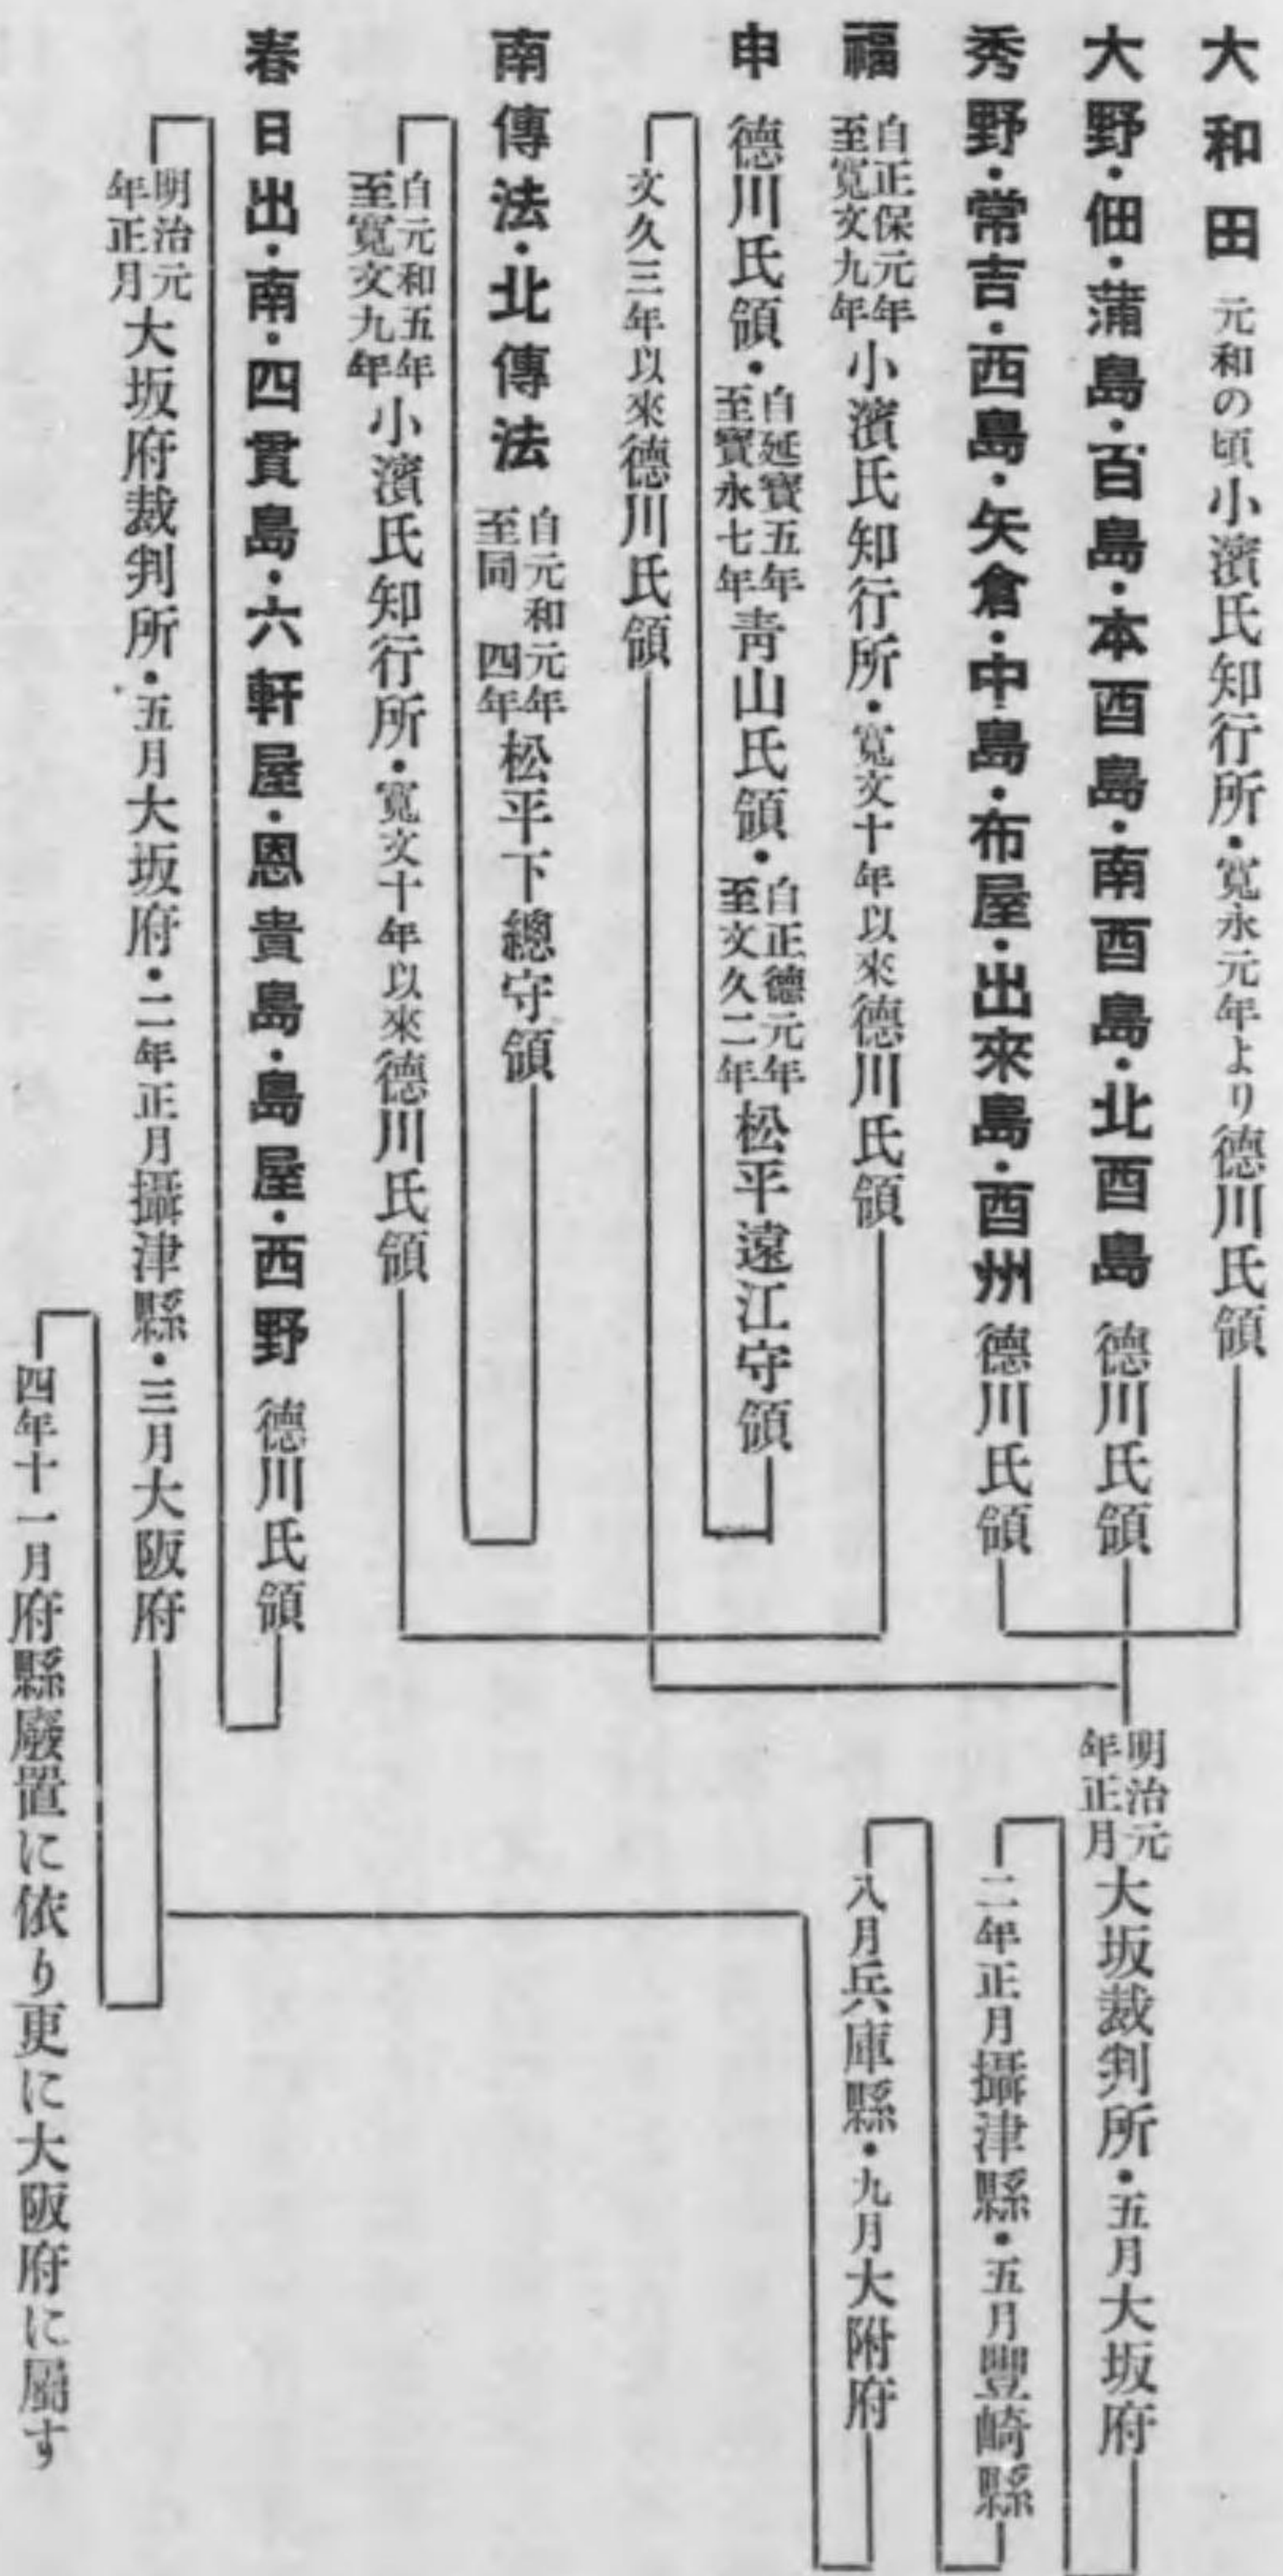 大和田 元和の頃小濱氏知行所・寬永元年より德川氏領
大野・佃・蒲島・百島・本酉島・南酉島・北酉島 德川氏領
秀野・常吉・西島・矢倉・中島・布屋・出來島・酉州 德川氏領
福 自正保元年至寬文九年小濱氏知行所・寬文十年以來德川氏領
申 德川氏領・自延寶五年至寶永七年靑山氏領・自正德元年至文久二年松平遠江守領
文久三年以來德川氏領
南傳法・北傳法 自元和元年至同四年松平下總守領
自元和五年至寬文九年小濱氏知行所・寬文十年以來德川氏領
春日出・南・四貫島・六軒屋・恩貴島・島屋・西野 德川氏領
明治元年正月大坂府裁判所・五月大坂府・二年正月攝津縣・三月大阪府
明治元年正月大坂裁判所・五月大坂府
二年正月攝津縣・五月豐崎縣
八月兵庫縣・九月大附府
四年十一月府縣廢置に依り更に大阪府に屬す